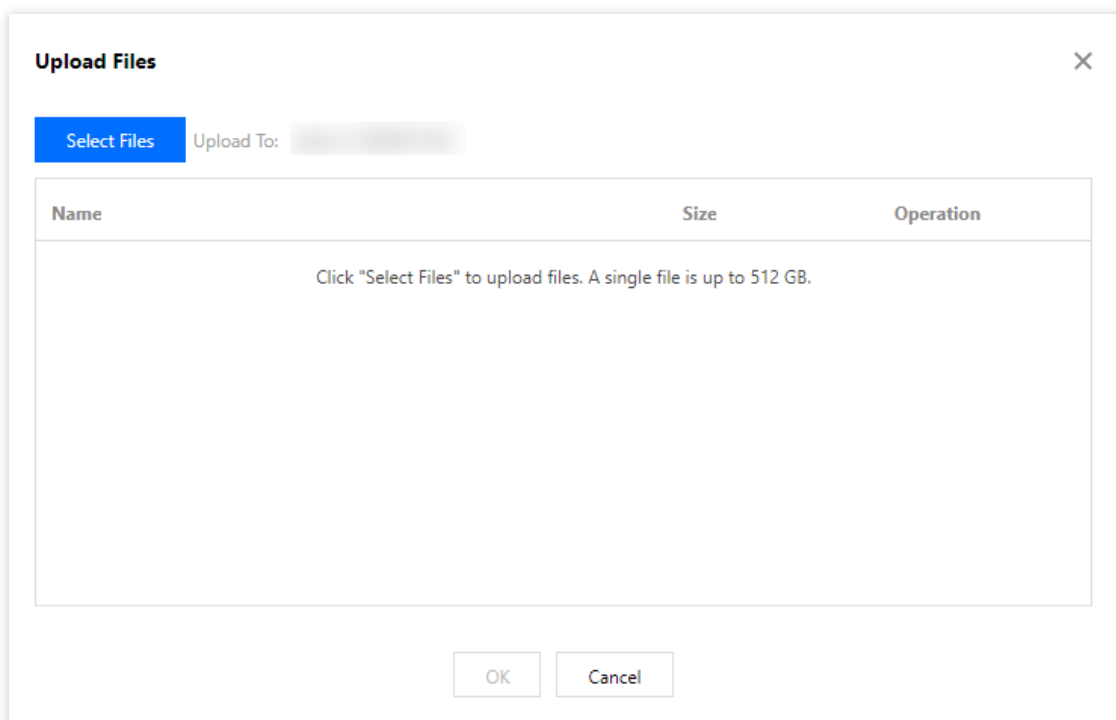 Upload Files
Select Files Upload To:
Name Size Operation
Click "Select Files" to upload files. A single file is up to 512 GB.
OK Cancel